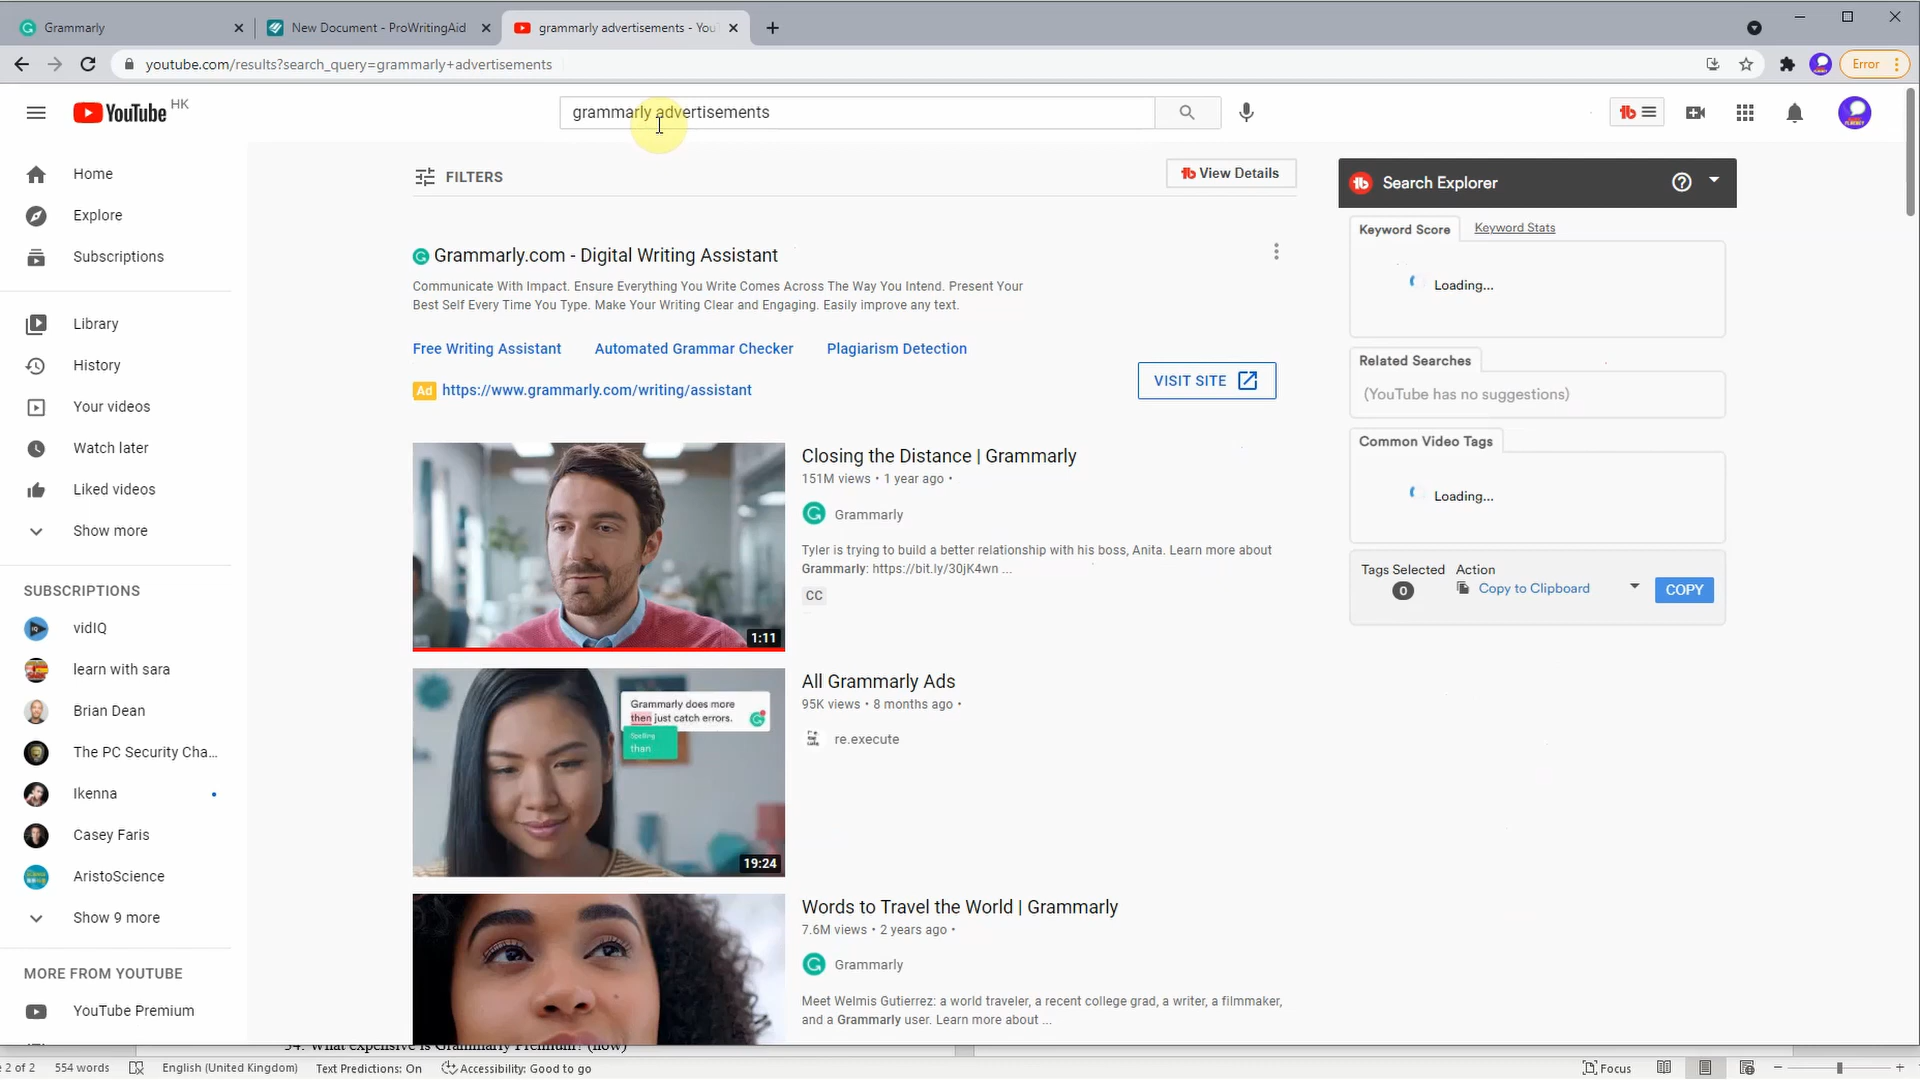 Grammarly
New Document - ProWritingAid
grammarly advertisements - You
youtube.com/results?search_query=grammarly+advertisements
Error
YouTube HK
grammarly advertisements
Home
Explore
Subscriptions
Library
History
Your videos
Watch later
Liked videos
Show more
SUBSCRIPTIONS
vidIQ
learn with sara
Brian Dean
The PC Security Cha...
Ikenna
Casey Faris
AristoScience
Show 9 more
MORE FROM YOUTUBE
YouTube Premium
FILTERS
View Details
Grammarly.com - Digital Writing Assistant
Communicate With Impact. Ensure Everything You Write Comes Across The Way You Intend. Present Your
Best Self Every Time You Type. Make Your Writing Clear and Engaging. Easily improve any text.
Free Writing Assistant
Automated Grammar Checker
Plagiarism Detection
Ad https://www.grammarly.com/writing/assistant
VISIT SITE
1:11
Closing the Distance | Grammarly
151M views • 1 year ago •
Grammarly
Tyler is trying to build a better relationship with his boss, Anita. Learn more about
Grammarly: https://bit.ly/30jK4wn ...
CC
Grammarly does more
then just catch errors.
Spelling
than
19:24
All Grammarly Ads
95K views • 8 months ago •
re.execute
Words to Travel the World | Grammarly
7.6M views • 2 years ago •
Grammarly
Meet Welmis Gutierrez: a world traveler, a recent college grad, a writer, a filmmaker,
and a Grammarly user. Learn more about ...
tb Search Explorer
Keyword Score
Keyword Stats
Loading...
Related Searches
(YouTube has no suggestions)
Common Video Tags
Loading...
Tags Selected
0
Action
Copy to Clipboard
COPY
34. What expensive is Grammarly Premium? (how)
2 of 2
554 words
English (United Kingdom)
Text Predictions: On
Accessibility: Good to go
Focus